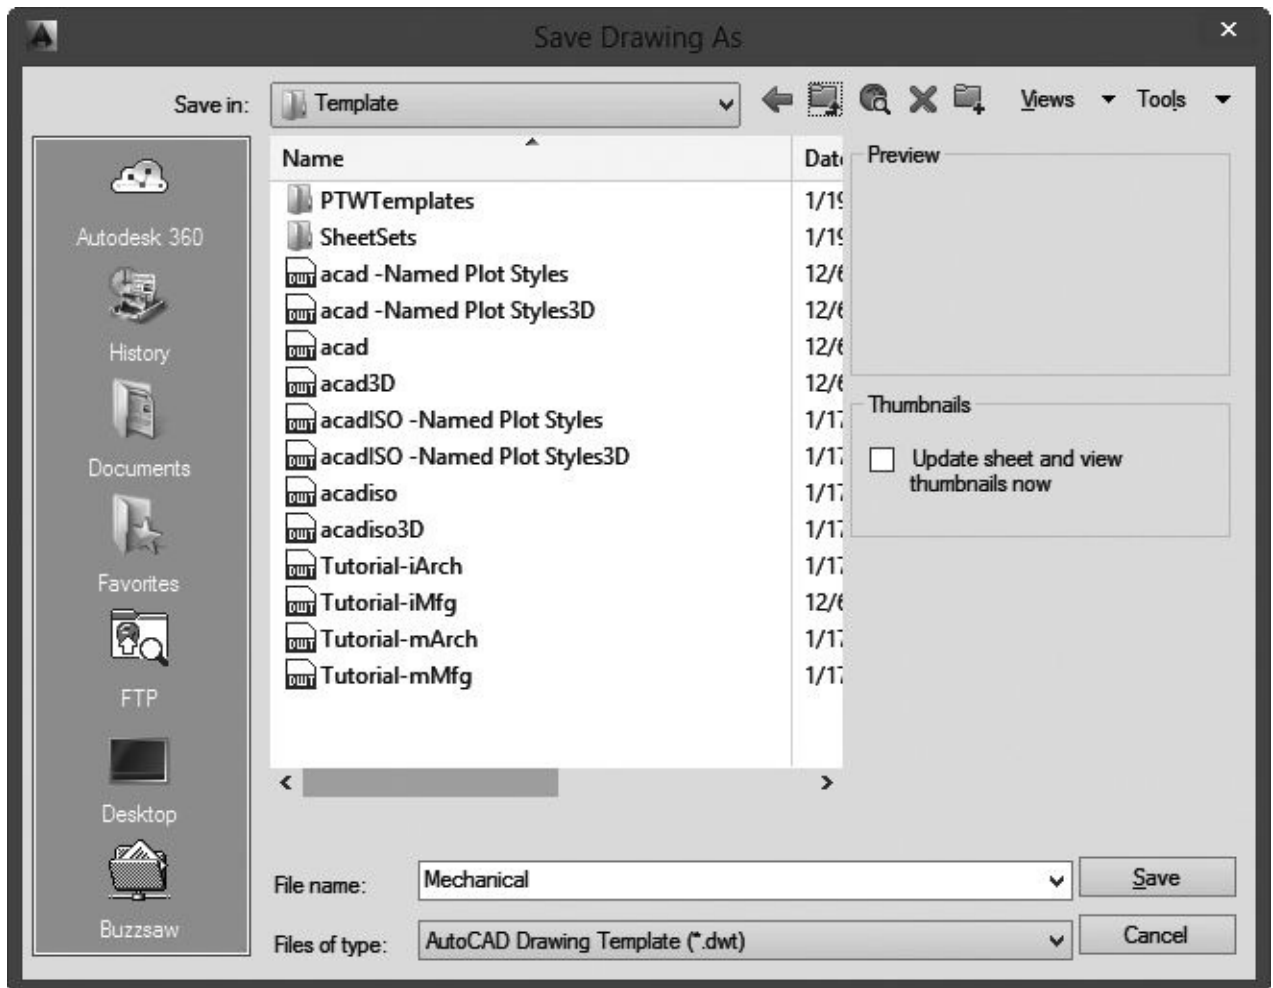 Save Drawing As
Save in:
Template
Views
Tools
Autodesk 360
History
Documents
Favorites
FTP
Desktop
Buzzsaw
Name
PTWTemplates
SheetSets
acad -Named Plot Styles
acad -Named Plot Styles3D
acad
acad3D
acadISO -Named Plot Styles
acadISO -Named Plot Styles3D
acadiso
acadiso3D
Tutorial-iArch
Tutorial-iMfg
Tutorial-mArch
Tutorial-mMfg
Preview
Thumbnails
Update sheet and view
thumbnails now
File name:
Mechanical
Save
Files of type:
AutoCAD Drawing Template (*.dwt)
Cancel